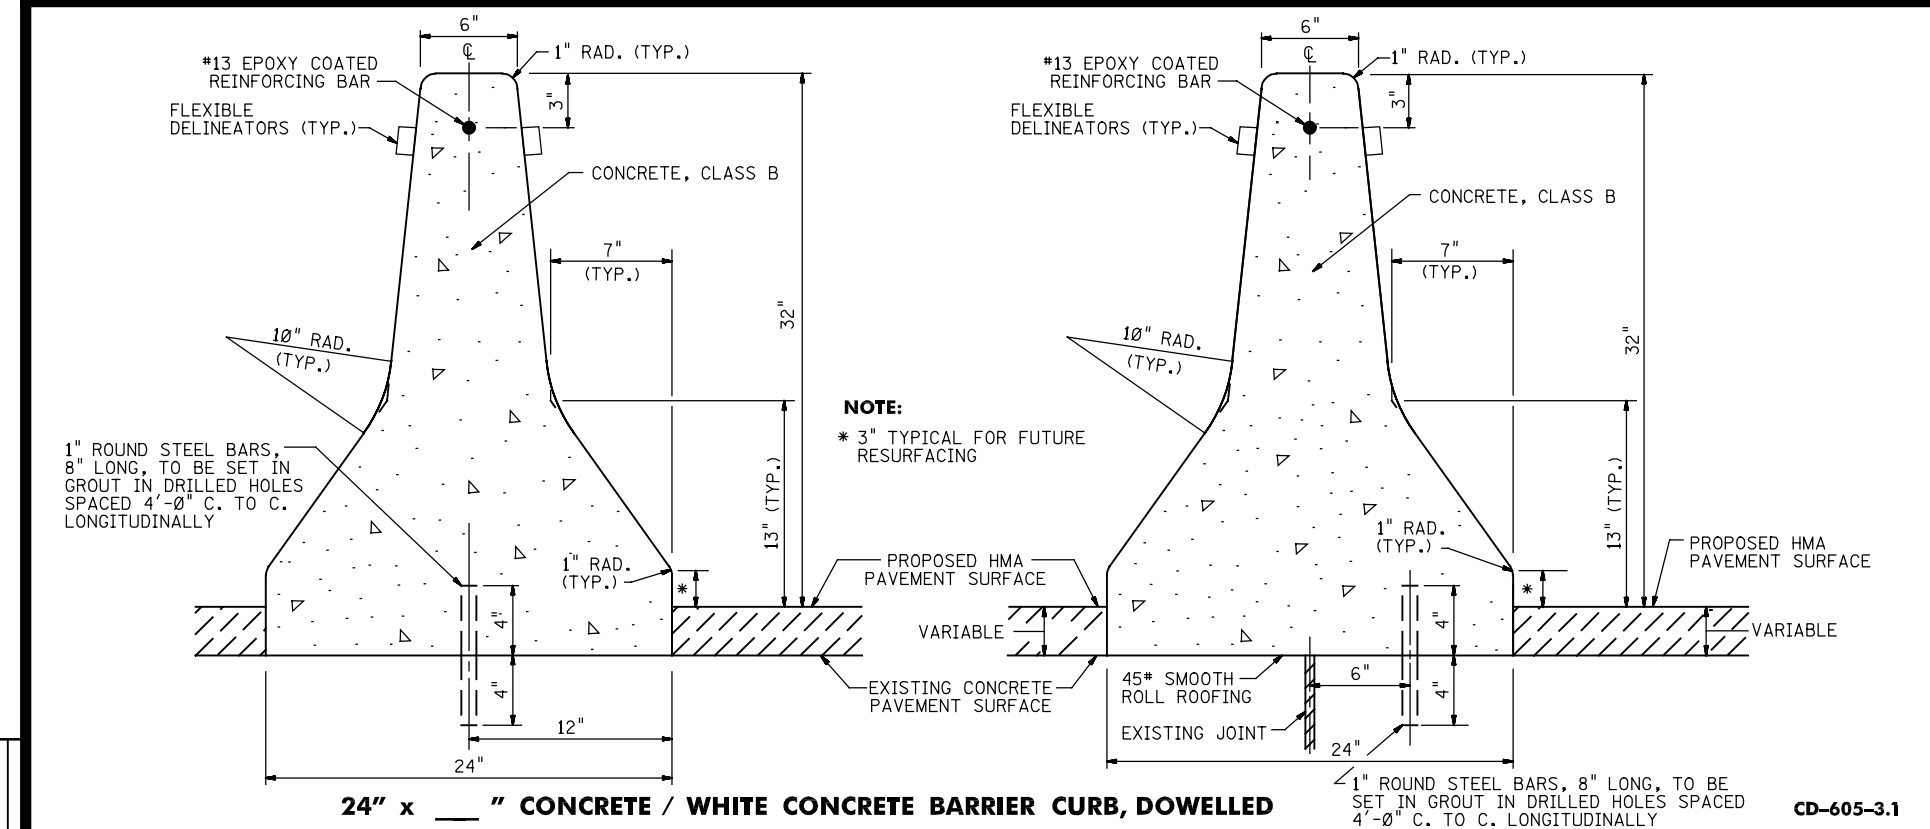 6"
℄
1" RAD. (TYP.)
#13 EPOXY COATED
REINFORCING BAR
FLEXIBLE
DELINEATORS (TYP.)
3"
CONCRETE, CLASS B
7"
(TYP.)
32"
10" RAD.
(TYP.)
1" ROUND STEEL BARS,
8" LONG, TO BE SET IN
GROUT IN DRILLED HOLES
SPACED 4'-0" C. TO C.
LONGITUDINALLY
13" (TYP.)
1" RAD.
(TYP.)
*
4"
4"
12"
24"
NOTE:
* 3" TYPICAL FOR FUTURE
RESURFACING
PROPOSED HMA
PAVEMENT SURFACE
VARIABLE
EXISTING CONCRETE
PAVEMENT SURFACE
6"
℄
1" RAD. (TYP.)
#13 EPOXY COATED
REINFORCING BAR
FLEXIBLE
DELINEATORS (TYP.)
3"
CONCRETE, CLASS B
7"
(TYP.)
32"
10" RAD.
(TYP.)
13" (TYP.)
1" RAD.
(TYP.)
*
PROPOSED HMA
PAVEMENT SURFACE
VARIABLE
4"
4"
45# SMOOTH
ROLL ROOFING
6"
EXISTING JOINT
24"
1" ROUND STEEL BARS, 8" LONG, TO BE
SET IN GROUT IN DRILLED HOLES SPACED
4'-0" C. TO C. LONGITUDINALLY
24" x ___ " CONCRETE / WHITE CONCRETE BARRIER CURB, DOWELLED
CD-605-3.1